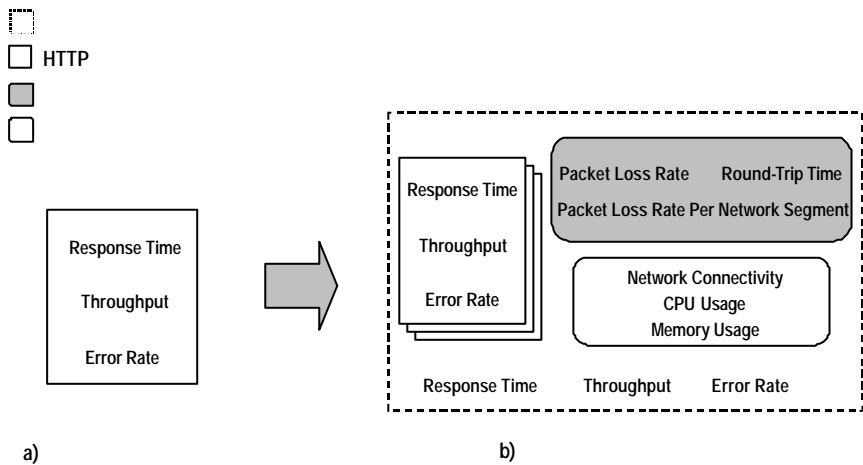 HTTP
Response Time
Throughput
Error Rate
a)
Response Time
Throughput
Error Rate
Packet Loss Rate Round-Trip Time
Packet Loss Rate Per Network Segment
Network Connectivity
CPU Usage
Memory Usage
Response Time Throughput Error Rate
b)